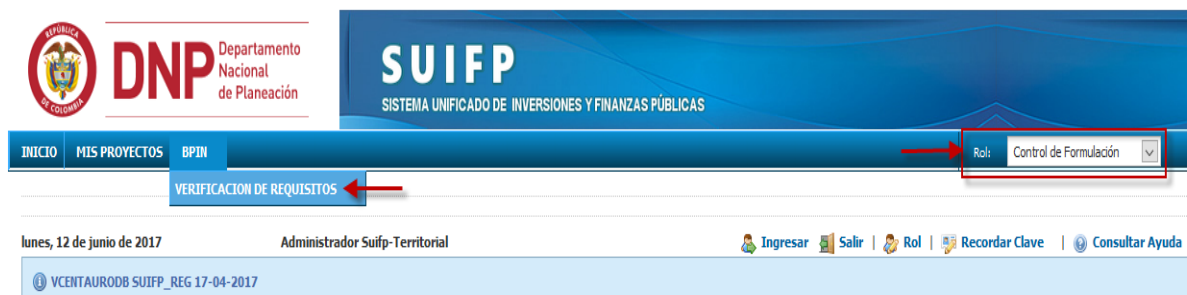 REPÚBLICA
DE COLOMBIA
DNP
Departamento
Nacional
de Planeación
SUIFP
SISTEMA UNIFICADO DE INVERSIONES Y FINANZAS PÚBLICAS
INICIO MIS PROYECTOS BPIN
Rol: Control de Formulación
VERIFICACION DE REQUISITOS
lunes, 12 de junio de 2017 Administrador Suifp-Territorial Ingresar Salir | Rol | Recordar Clave | Consultar Ayuda
VCENTAURODB SUIFP_REG 17-04-2017